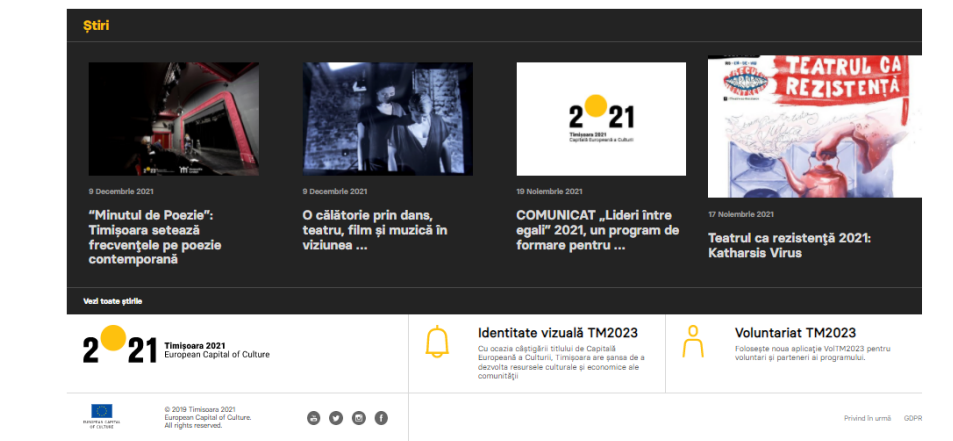 Știri
TEATRUL CA
REZISTENȚĂ
2 21
Timișoara 2021
Capitală Europeană a Culturii
9 Decembrie 2021
"Minutul de Poezie":
Timișoara setează
frecvențele pe poezie
contemporană
9 Decembrie 2021
O călătorie prin dans,
teatru, film și muzică în
viziunea ...
19 Noiembrie 2021
COMUNICAT „Lideri între
egali” 2021, un program de
formare pentru ...
17 Noiembrie 2021
Teatrul ca rezistență 2021:
Katharsis Virus
Vezi toate știrile
2 21
Timișoara 2021
European Capital of Culture
Identitate vizuală TM2023
Cu ocazia câștigării titlului de Capitală
Europeană a Culturii, Timișoara are șansa de a
dezvolta resursele culturale și economice ale
comunității
Voluntariat TM2023
Folosește noua aplicație VolTM2023 pentru
voluntari și parteneri ai programului.
EUROPEAN CAPITAL
OF CULTURE
© 2019 Timisoara 2021
European Capital of Culture.
All rights reserved.
Privind în urmă GDPR